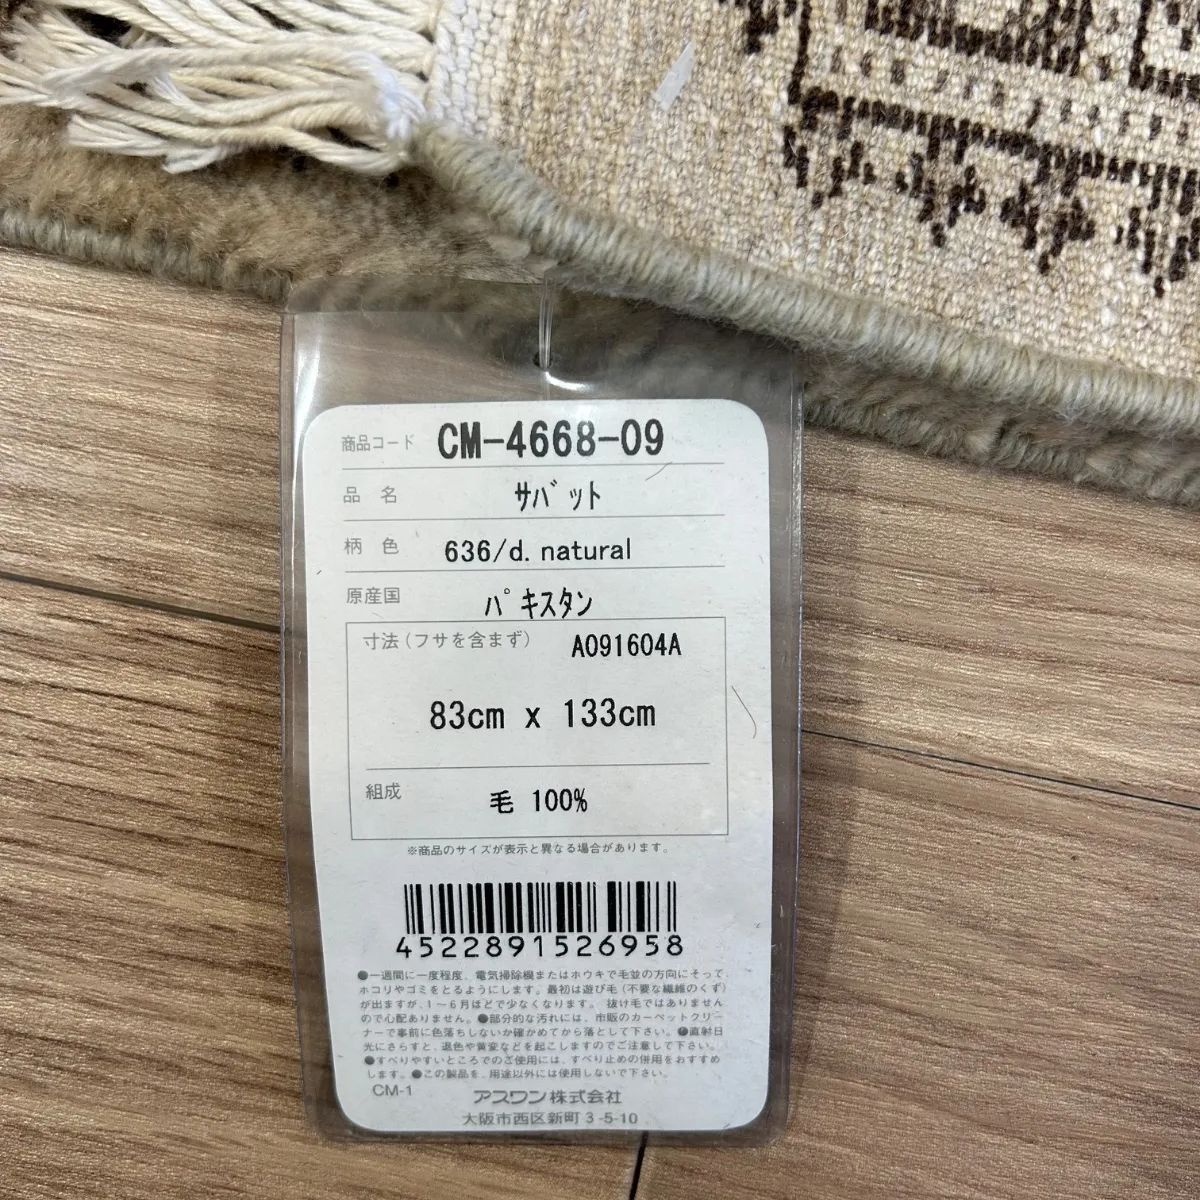 商品コード CM-4668-09
品 名 サバット
柄 色 636/d. natural
原産国 パキスタン
寸法(フサを含まず) A091604A
83cm x 133cm
組成 毛 100%
※商品のサイズが表示と異なる場合があります。
4522891526958
●一週間に一度程度、電気掃除機またはホウキで毛並の方向にそって、
ホコリやゴミをとるようにします。最初は遊び毛(不要な繊維のくず)
が出ますが、1～6月ほどで少なくなります。 抜け毛ではありません
ので心配ありません。●部分的な汚れには、市販のカーペットクリー
ナーで事前に色落ちしないか確かめてから落として下さい。●直射日
光にさらすと、退色や黄変などを起こしますのでご注意して下さい。
●すべりやすいところでのご使用には、すべり止めの併用をおすすめ
します。●この製品を、用途以外には使用しないで下さい。
CM-1 アスワン株式会社
大阪市西区新町 3-5-10